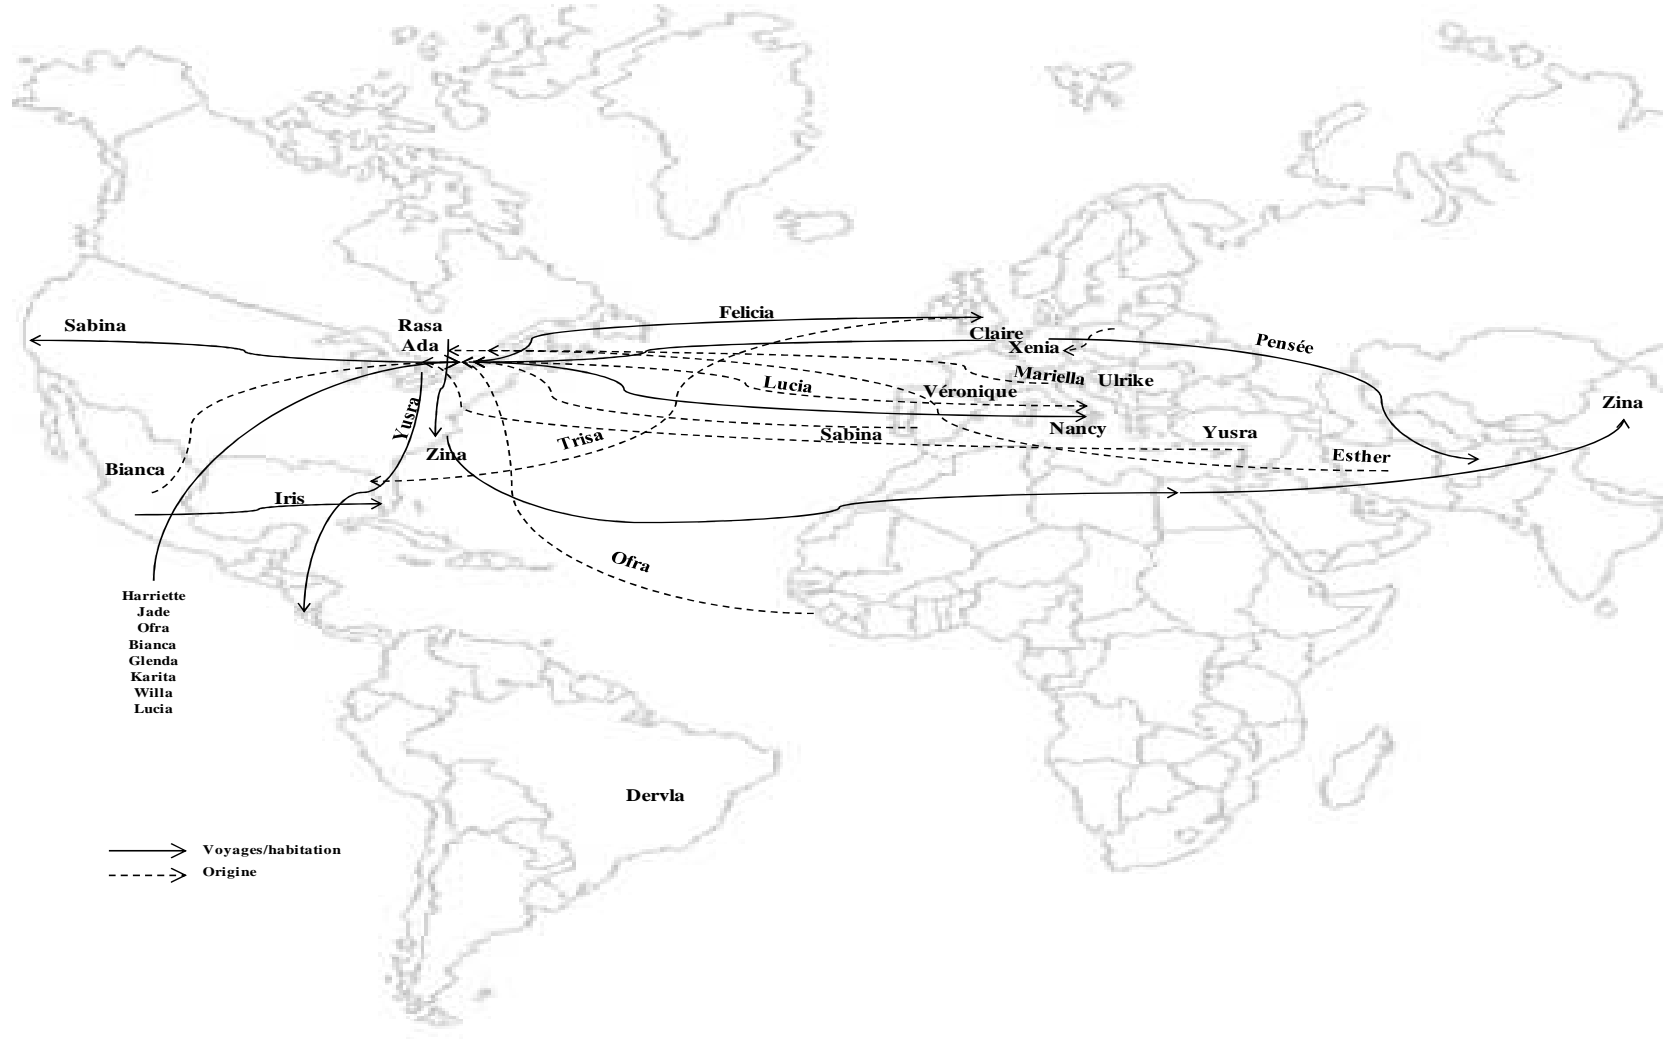 Felicia
Sabina
Rasa
Ada
Claire
Xenia
Pensée
Mariella
Ulrike
Lucia
Véronique
Zina
Yusra
Nancy
Trisa
Sabina
Yusra
Zina
Esther
Bianca
Iris
Ofra
Harriette
Jade
Ofra
Bianca
Glenda
Karita
Willa
Lucia
Dervla
Voyages/habitation
Origine